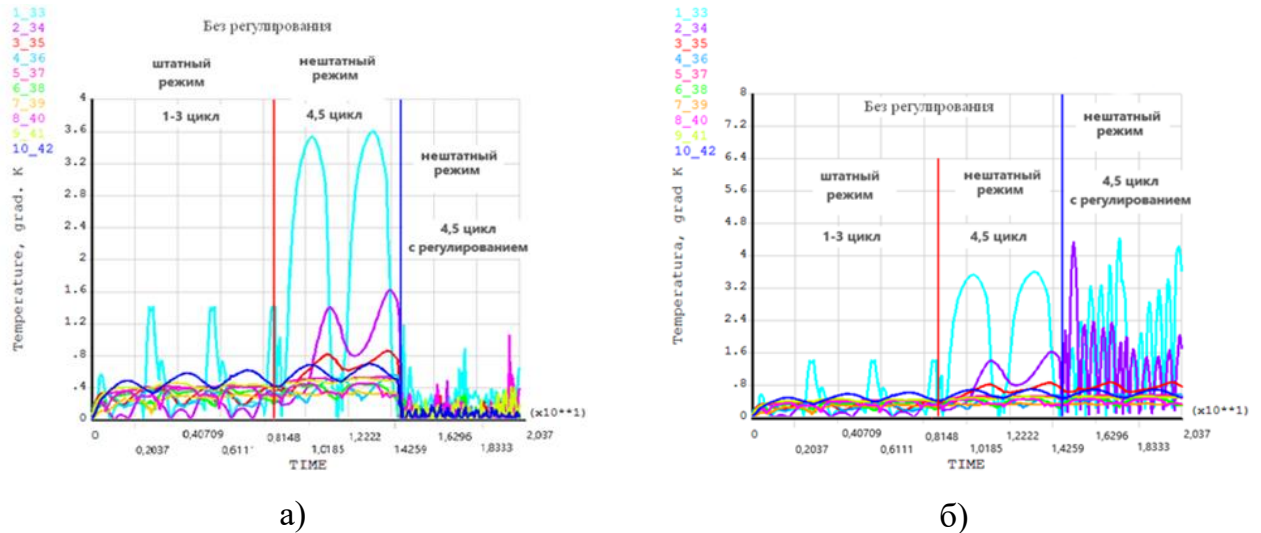 1_33
2_34
3_35
4_36
5_37
6_38
7_39
8_40
9_41
10_42
Без регулирования
штатный
режим
1-3 цикл
нештатный
режим
4,5 цикл
нештатный
режим
4,5 цикл
с регулированием
Temperature, grad. K
4
3.6
3.2
2.8
2.4
2
1.6
1.2
.8
.4
0
(x10**1)
0
0,40709
0,8148
1,2222
1,6296
2,037
0,2037
0,611
1,0185
1,4259
1,8333
TIME
а)
1_33
2_34
3_35
4_36
5_37
6_38
7_39
8_40
9_41
10_42
Без регулирования
штатный
режим
1-3 цикл
нештатный
режим
4,5 цикл
нештатный
режим
4,5 цикл
с регулированием
Temperatura, grad K
8
7.2
6.4
5.6
4.8
4
3.2
2.4
1.6
.8
0
(x10**1)
0
0,40709
0,8148
1,2222
1,6296
2,037
0,2037
0,6111
1,0185
1,4259
1,8333
TIME
б)